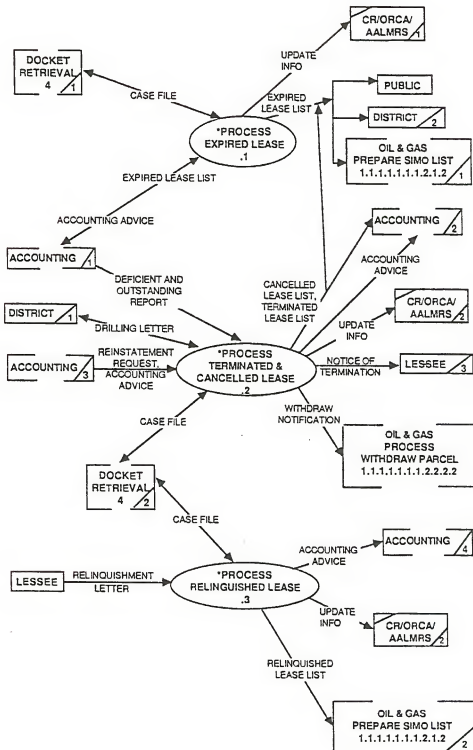 CR/ORCA/
AALMRS
1
DOCKET
RETRIEVAL
4
1
UPDATE
INFO
CASE FILE
EXPIRED
LEASE LIST
PUBLIC
DISTRICT
2
*PROCESS
EXPIRED LEASE
.1
OIL & GAS
PREPARE SIMO LIST
1.1.1.1.1.1.2.1.2
1
EXPIRED LEASE LIST
ACCOUNTING ADVICE
ACCOUNTING
2
ACCOUNTING
1
ACCOUNTING
ADVICE
DEFICIENT AND
OUTSTANDING
REPORT
CANCELLED
LEASE LIST,
TERMINATED
LEASE LIST
CR/ORCA/
AALMRS
2
DISTRICT
1
DRILLING LETTER
UPDATE
INFO
ACCOUNTING
3
REINSTATEMENT
REQUEST,
ACCOUNTING
ADVICE
*PROCESS
TERMINATED &
CANCELLED LEASE
.2
NOTICE OF
TERMINATION
LESSEE
3
WITHDRAW
NOTIFICATION
CASE FILE
OIL & GAS
PROCESS
WITHDRAW PARCEL
1.1.1.1.1.1.2.2.2.2
DOCKET
RETRIEVAL
4
2
CASE FILE
ACCOUNTING
4
ACCOUNTING
ADVICE
LESSEE
RELINQUISHMENT
LETTER
*PROCESS
RELINQUISHED LEASE
.3
UPDATE
INFO
CR/ORCA/
AALMRS
2
RELINQUISHED
LEASE LIST
OIL & GAS
PREPARE SIMO LIST
1.1.1.1.1.1.2.1.2
2